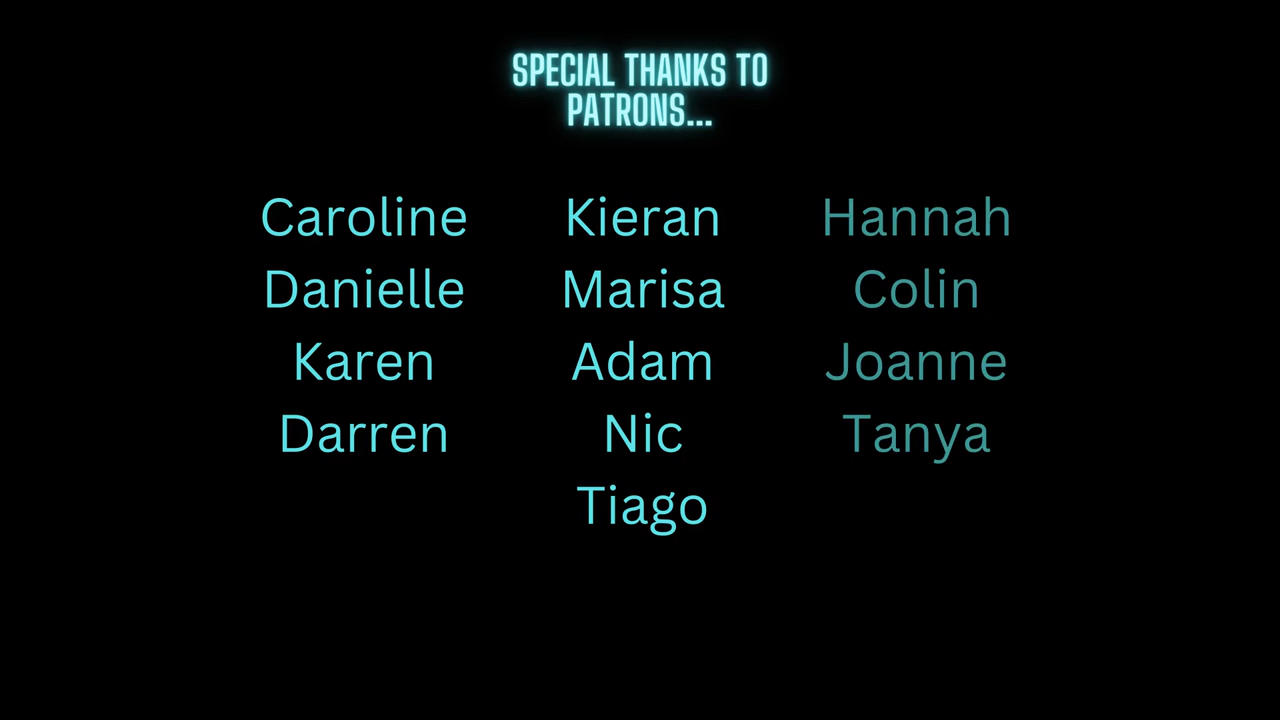 SPECIAL THANKS TO
PATRONS...
Caroline
Danielle
Karen
Darren
Kieran
Marisa
Adam
Nic
Tiago
Hannah
Colin
Joanne
Tanya